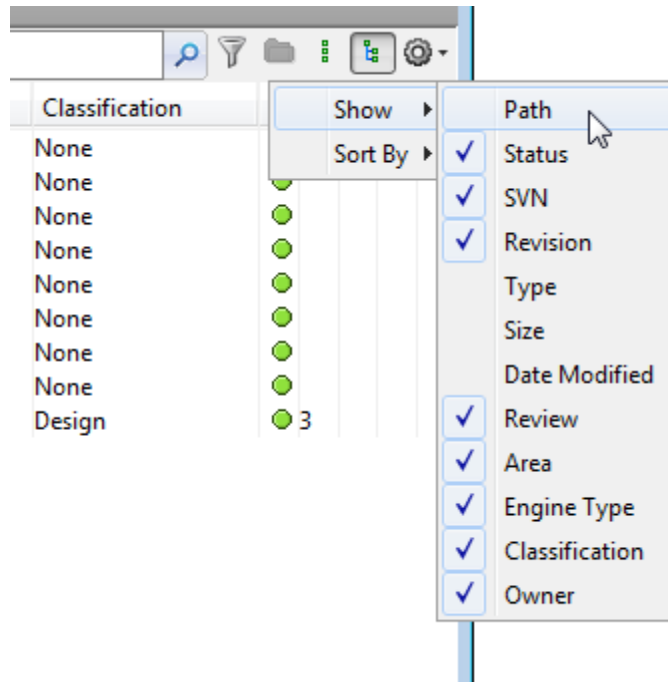 Classification Show Path
None Sort By Status
None SVN
None Revision
None Type
None Size
None Date Modified
None Review
None Area
Design 3 Engine Type
Classification
Owner